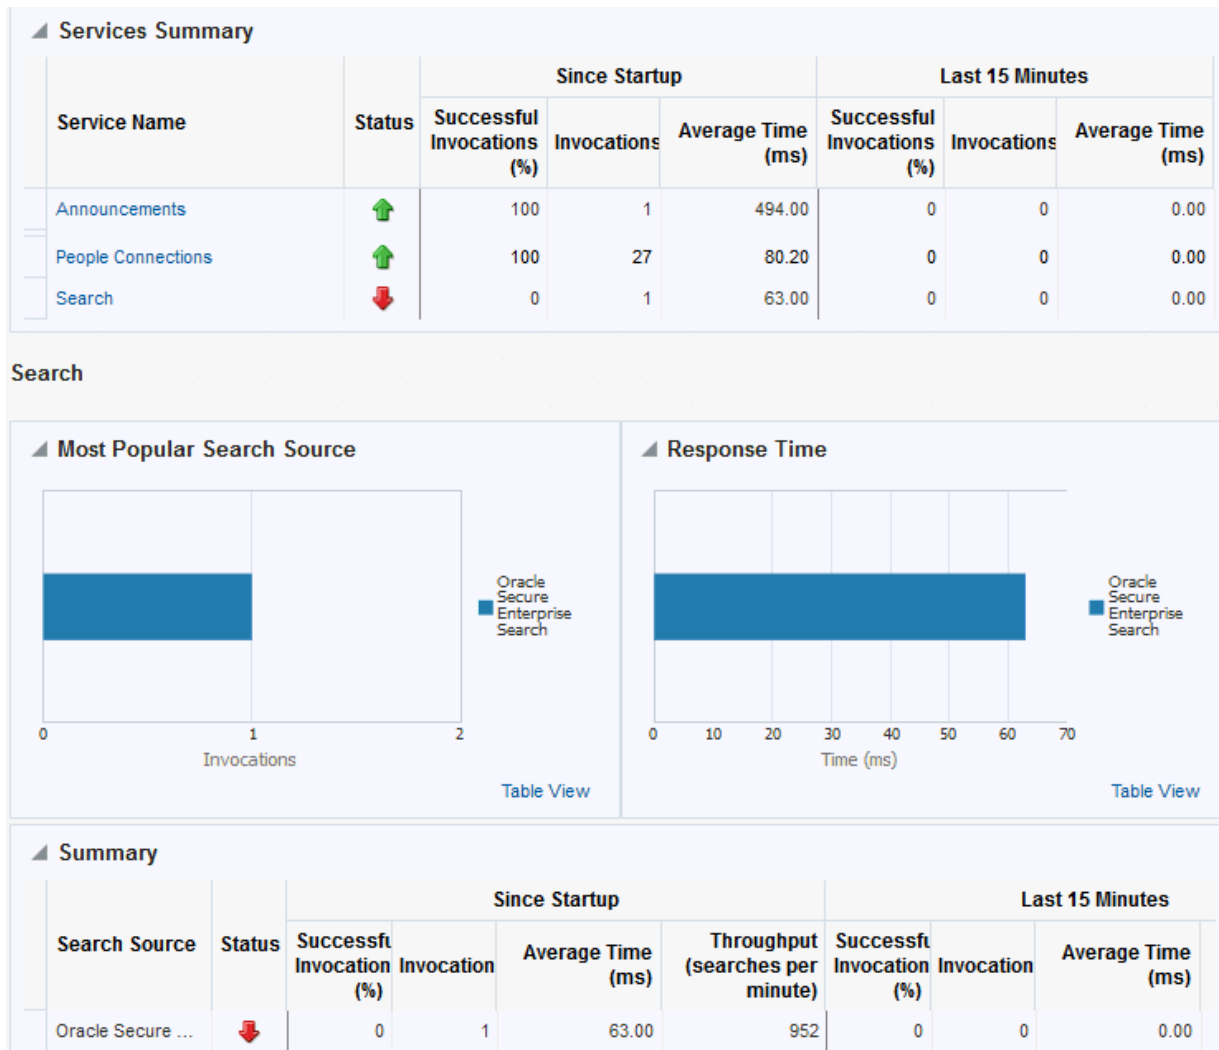 Services Summary
Since Startup Last 15 Minutes
Service Name Status Successful Invocations (%) Invocations Average Time (ms) Successful Invocations (%) Invocations Average Time (ms)
Announcements 100 1 494.00 0 0 0.00
People Connections 100 27 80.20 0 0 0.00
Search 0 1 63.00 0 0 0.00
Search
Most Popular Search Source
Oracle
Secure
Enterprise
Search
0 1 2
Invocations
Table View
Response Time
Oracle
Secure
Enterprise
Search
0 10 20 30 40 50 60 70
Time (ms)
Table View
Summary
Since Startup Last 15 Minutes
Search Source Status Successfu Invocation (%) Invocation Average Time (ms) Throughput (searches per minute) Successfu Invocation (%) Invocation Average Time (ms)
Oracle Secure ... 0 1 63.00 952 0 0 0.00